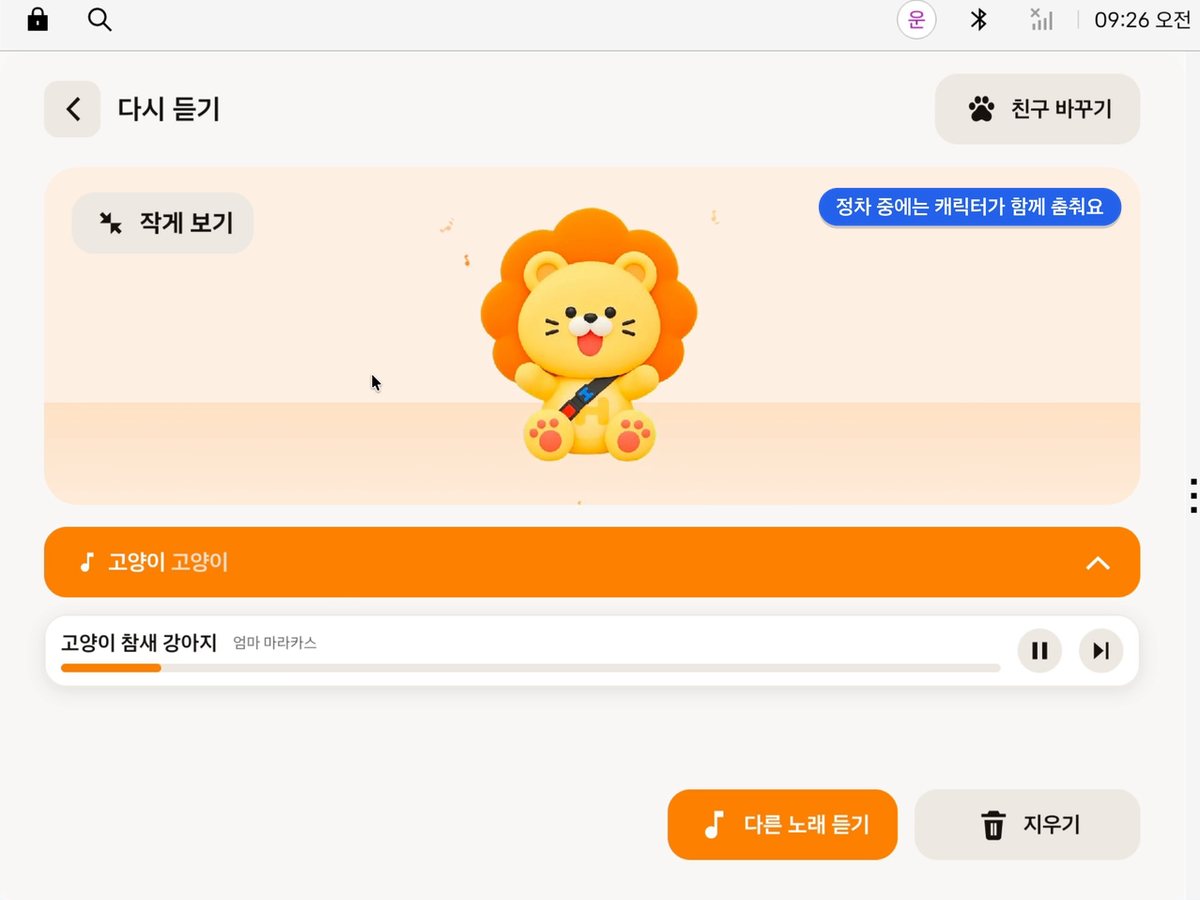 운 09:26 오전
다시 듣기
친구 바꾸기
작게 보기
정차 중에는 캐릭터가 함께 춤춰요
H
고양이 고양이
고양이 참새 강아지 엄마 마라카스
다른 노래 듣기
지우기